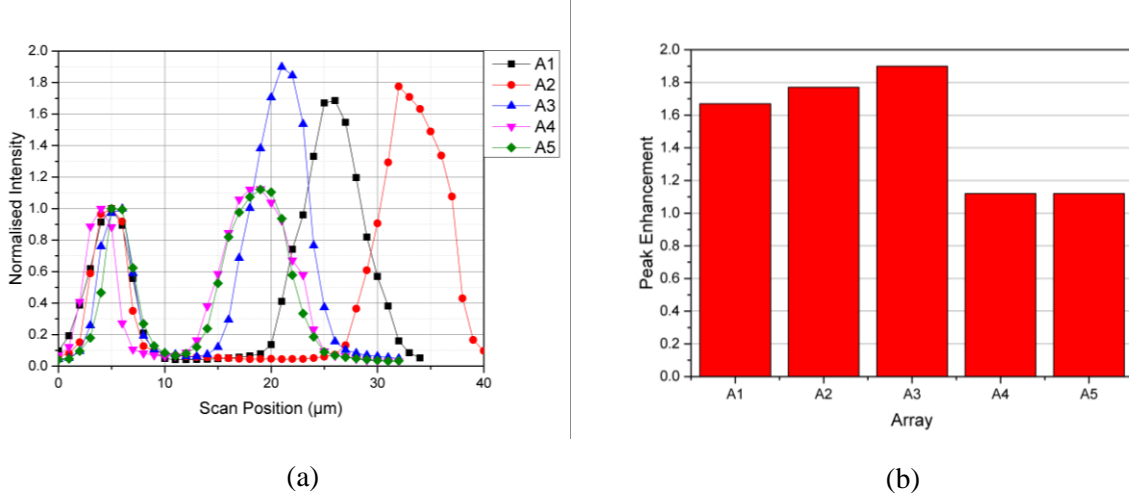 2.0
1.8
1.6
1.4
1.2
1.0
0.8
0.6
0.4
0.2
0.0
0
10
20
30
40
Normalised Intensity
Scan Position (µm)
A1
A2
A3
A4
A5
(a)
2.0
1.8
1.6
1.4
1.2
1.0
0.8
0.6
0.4
0.2
0.0
Peak Enhancement
A1
A2
A3
A4
A5
Array
(b)